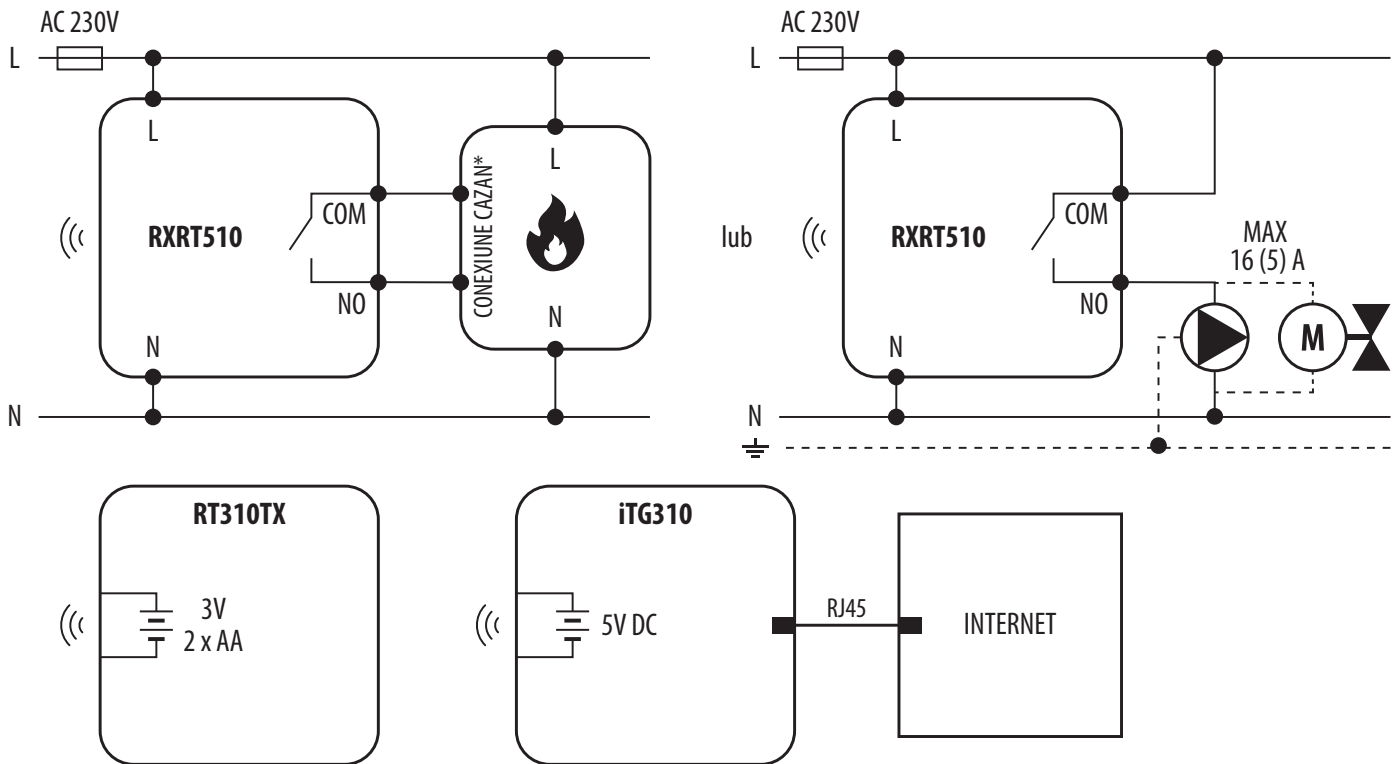 AC 230V
L
L
RXRT510
COM
NO
N
CONEXIUNE CAZAN*
L
N
N
lub
AC 230V
L
L
RXRT510
COM
NO
N
MAX
16 (5) A
M
N
RT310TX
3V
2 x AA
iTG310
5V DC
RJ45
INTERNET